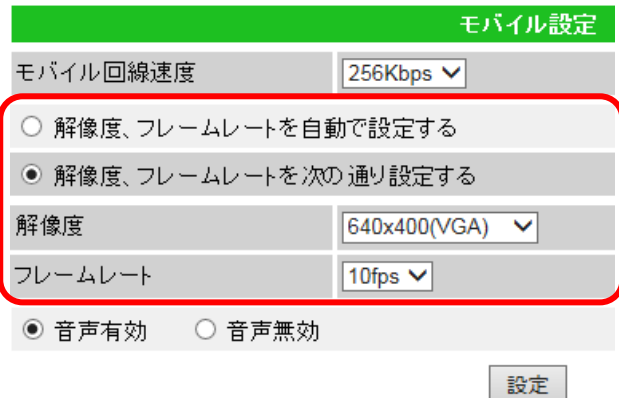 モバイル設定
モバイル回線速度 256Kbps
解像度、フレームレートを自動で設定する
解像度、フレームレートを次の通り設定する
解像度 640x400(VGA)
フレームレート 10fps
音声有効 音声無効
設定